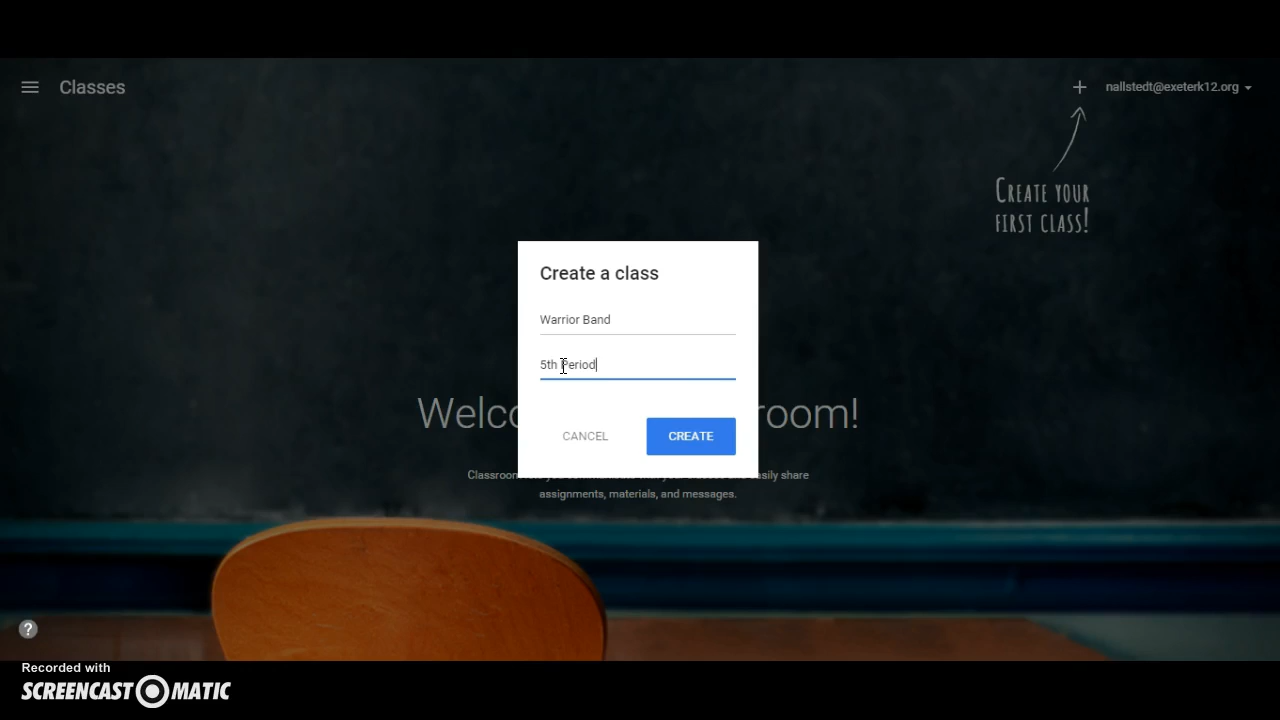 Classes
nallstedt@exeterk12.org
CREATE YOUR
FIRST CLASS!
Create a class
Warrior Band
5th Period
Welco room!
CANCEL
CREATE
Classroom easily share
assignments, materials, and messages.
?
Recorded with
SCREENCAST MATIC